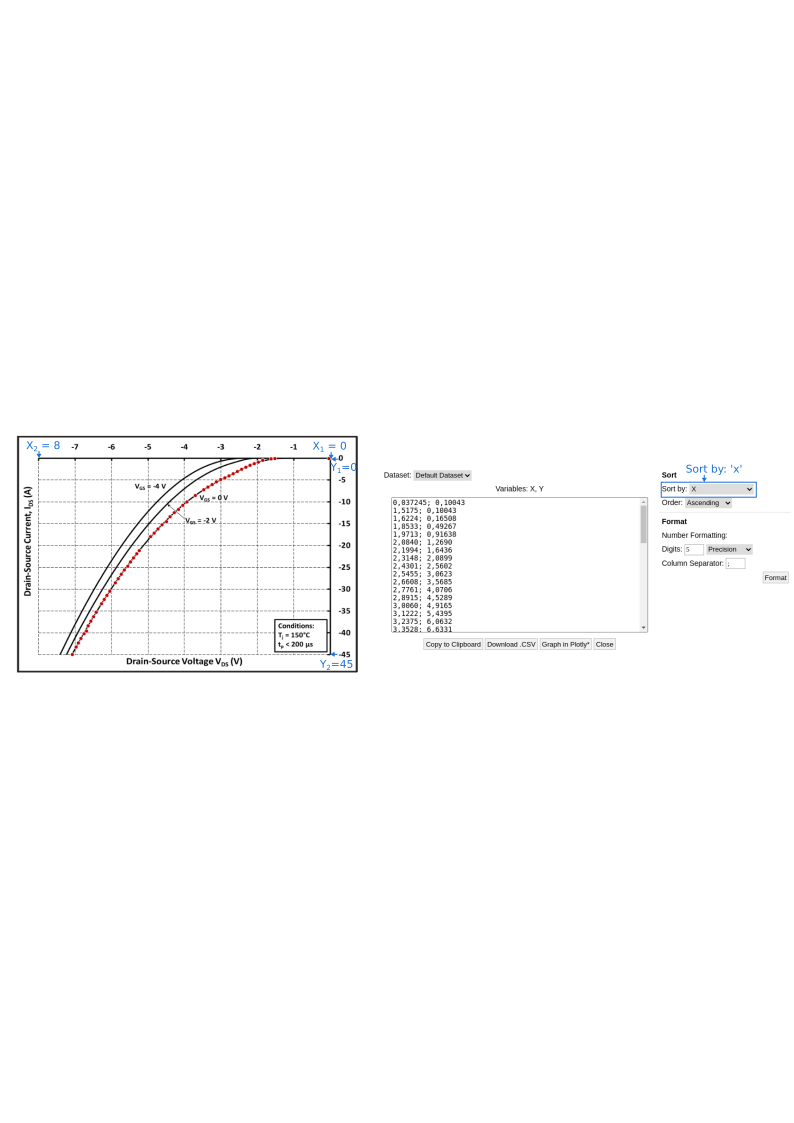 X2 = 8 -7 -6 -5 -4 -3 -2 -1 X1 = 0
0
Y1=0
-5
-10
-15
-20
-25
-30
-35
-40
-45
Y2=45
Drain-Source Current, IDS (A)
VGS = -4 V
VGS = 0 V
VGS = -2 V
Conditions:
Tj = 150°C
tp < 200 µs
Drain-Source Voltage VDS (V)
Dataset: Default Dataset
Variables: X, Y
0,037245; 0,10043
1,5175; 0,10043
1,6224; 0,16508
1,8533; 0,49267
1,9713; 0,91638
2,0840; 1,2690
2,1994; 1,6436
2,3148; 2,0899
2,4301; 2,5602
2,5455; 3,0623
2,6608; 3,5685
2,7761; 4,0706
2,8915; 4,5289
3,0060; 4,9165
3,1222; 5,4395
3,2375; 6,0632
3,3528; 6,6331
Copy to Clipboard Download .CSV Graph in Plotly* Close
Sort by: 'x'
Sort
Sort by: X
Order: Ascending
Format
Number Formatting:
Digits: 5 Precision
Column Separator: ;
Format